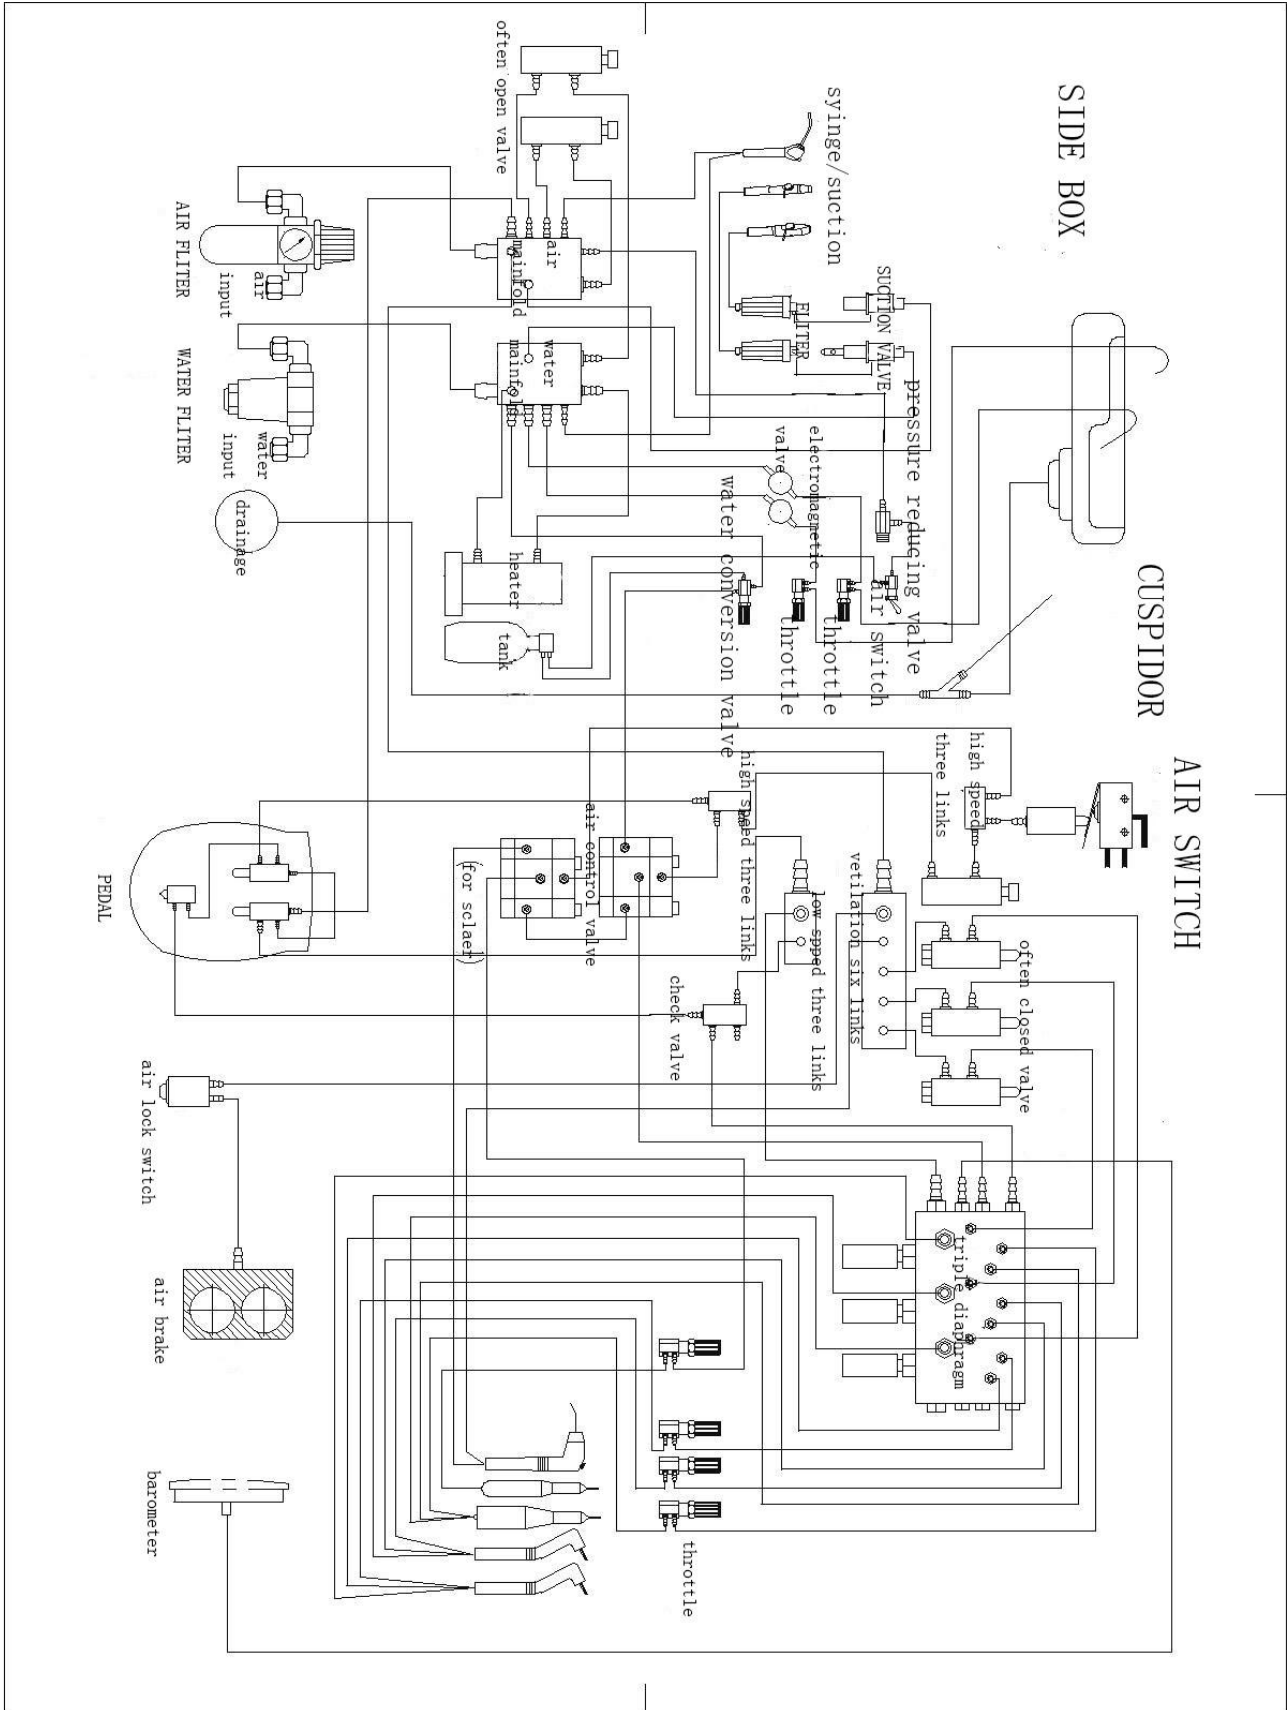 SIDE BOX
CUSPIDOR
AIR SWITCH
syinge/suction
often open valve
SUCTION VALVE
FLITER
air
mainfold
water
mainfold
AIR FLITER
air
input
WATER FLITER
water
input
drainage
heater
tank
pressure reducing valve
electromagnetic
valve
air switch
throttle
throttle
water conversion valve
high speed
three links
high speed three links
air control valve
(for sclaer)
low spped three links
vetilation six links
often closed valve
check valve
PEDAL
air lock switch
air brake
barometer
triple diaphragm
throttle